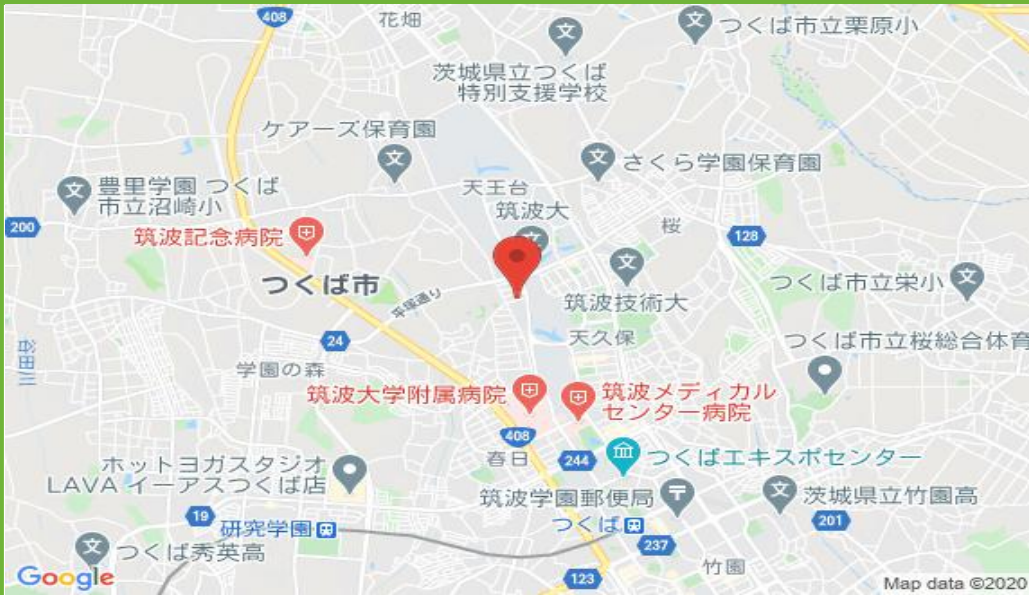 408
花畑
つくば市立栗原小
茨城県立つくば
特別支援学校
ケアーズ保育園
さくら学園保育園
天王台
豊里学園 つくば
市立沼崎小
筑波大
200
筑波記念病院
桜
128
つくば市
筑波技術大
つくば市立栄小
平塚通り
24
天久保
谷田川
つくば市立桜総合体育
学園の森
筑波大学附属病院
筑波メディカル
センター病院
408
春日
244
つくばエキスポセンター
ホットヨガスタジオ
LAVA イーアスつくば店
筑波学園郵便局
茨城県立竹園高
19
研究学園
つくば
201
つくば秀英高
237
竹園
Google
123
Map data ©2020